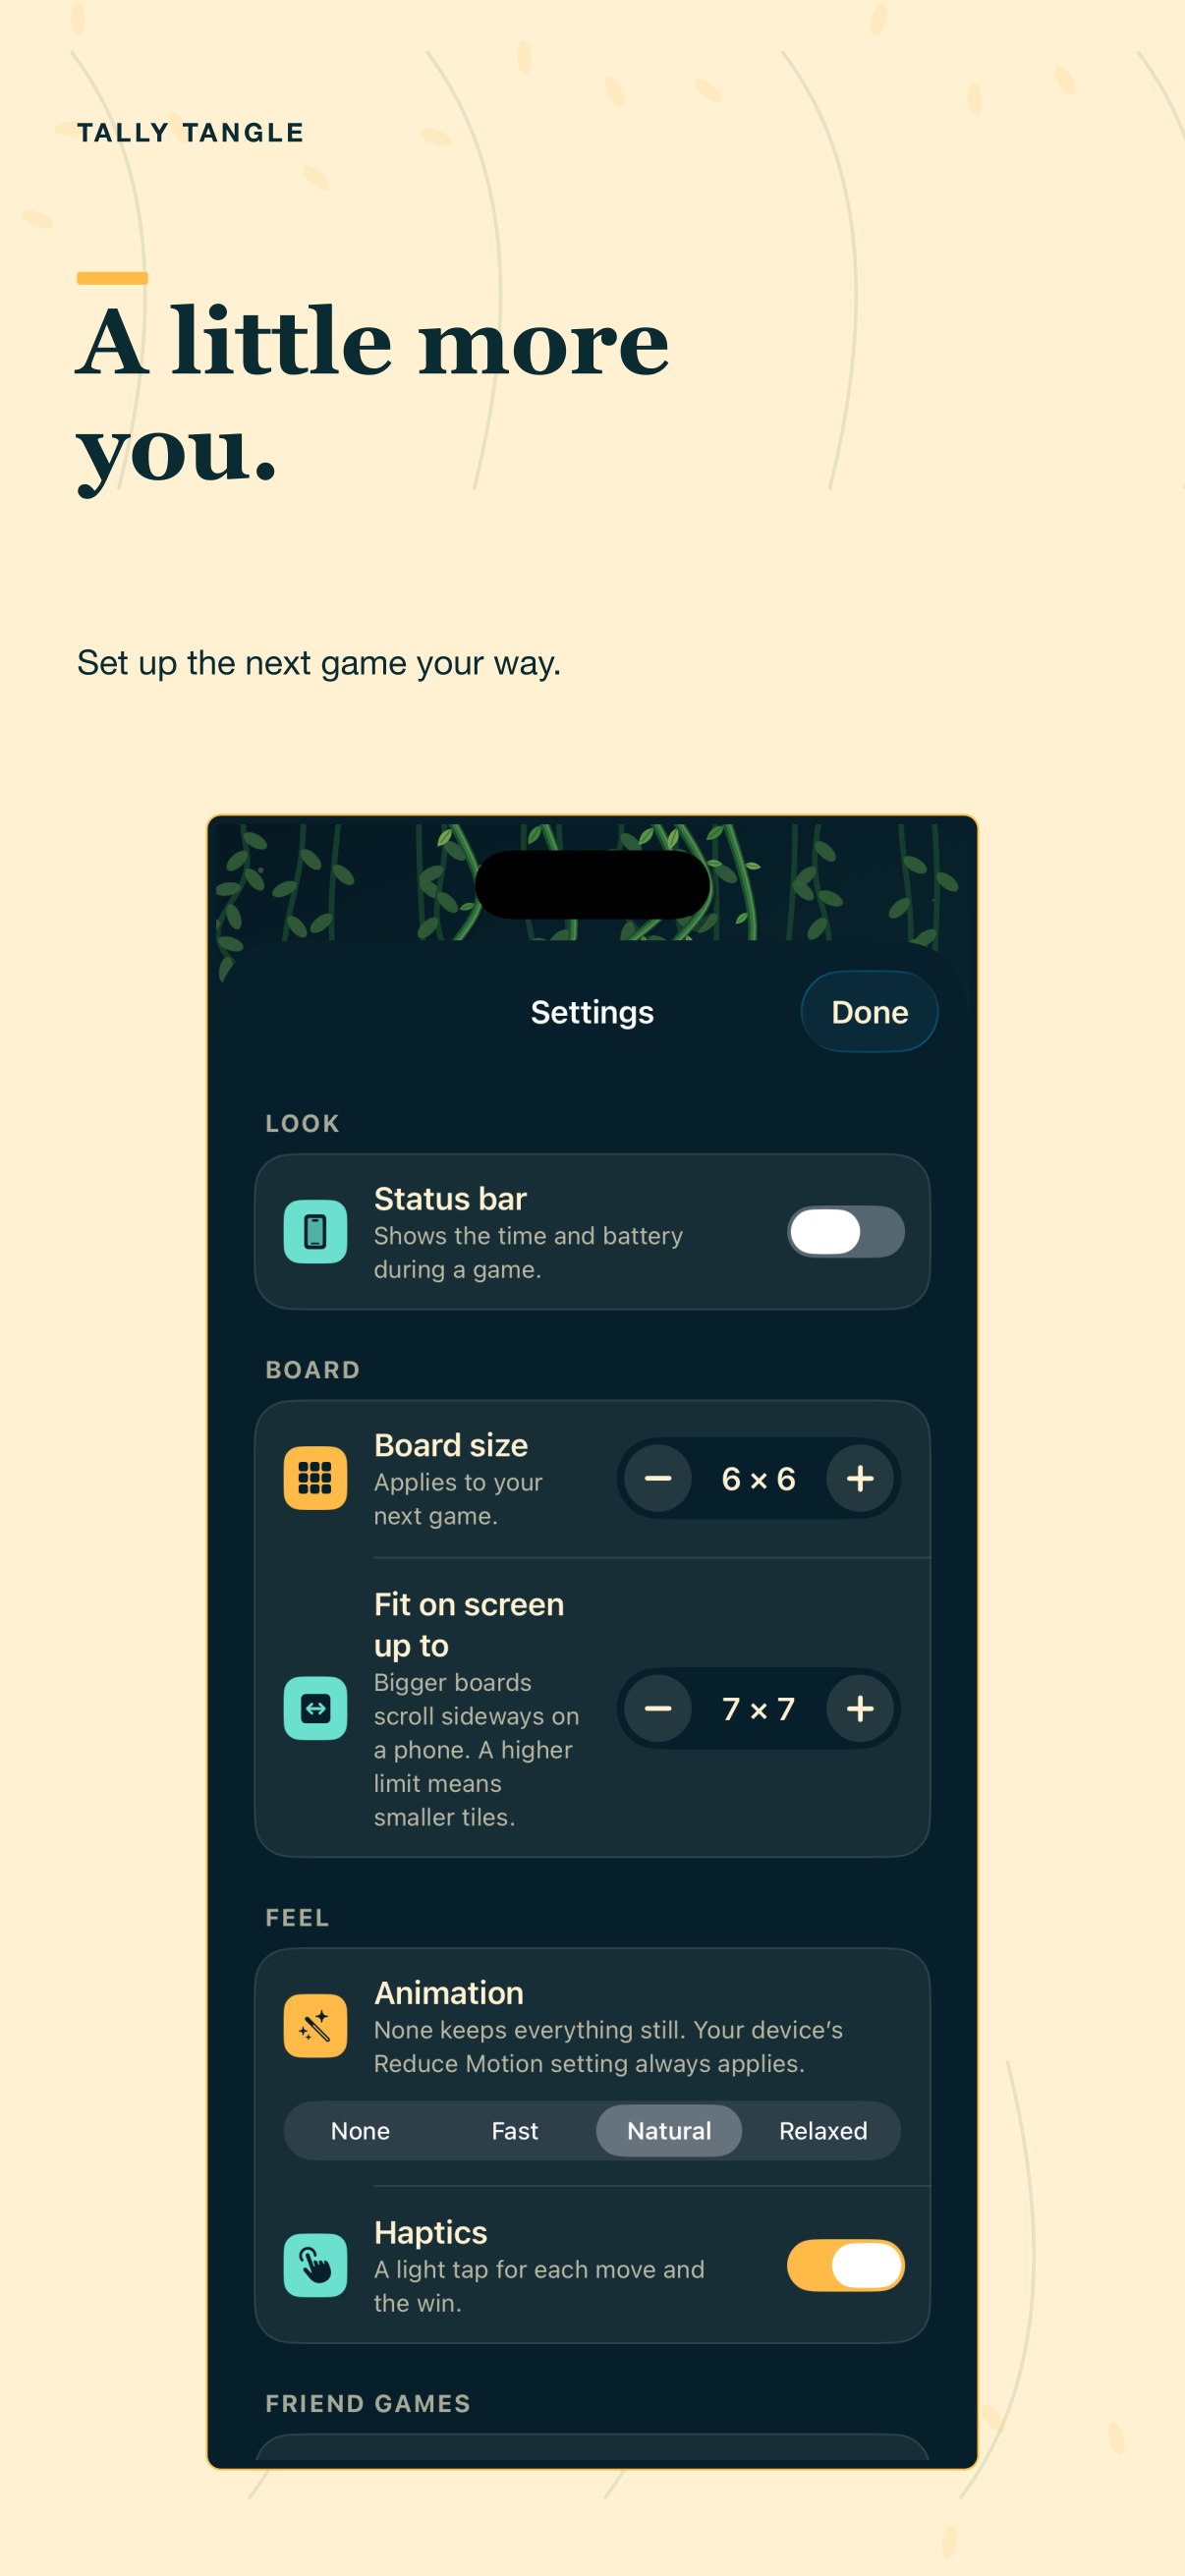 TALLY TANGLE
A little more
you.
Set up the next game your way.
Settings
Done
LOOK
Status bar
Shows the time and battery
during a game.
BOARD
Board size
Applies to your
next game.
6 × 6
Fit on screen
up to
Bigger boards
scroll sideways on
a phone. A higher
limit means
smaller tiles.
7 × 7
FEEL
Animation
None keeps everything still. Your device’s
Reduce Motion setting always applies.
None Fast Natural Relaxed
Haptics
A light tap for each move and
the win.
FRIEND GAMES